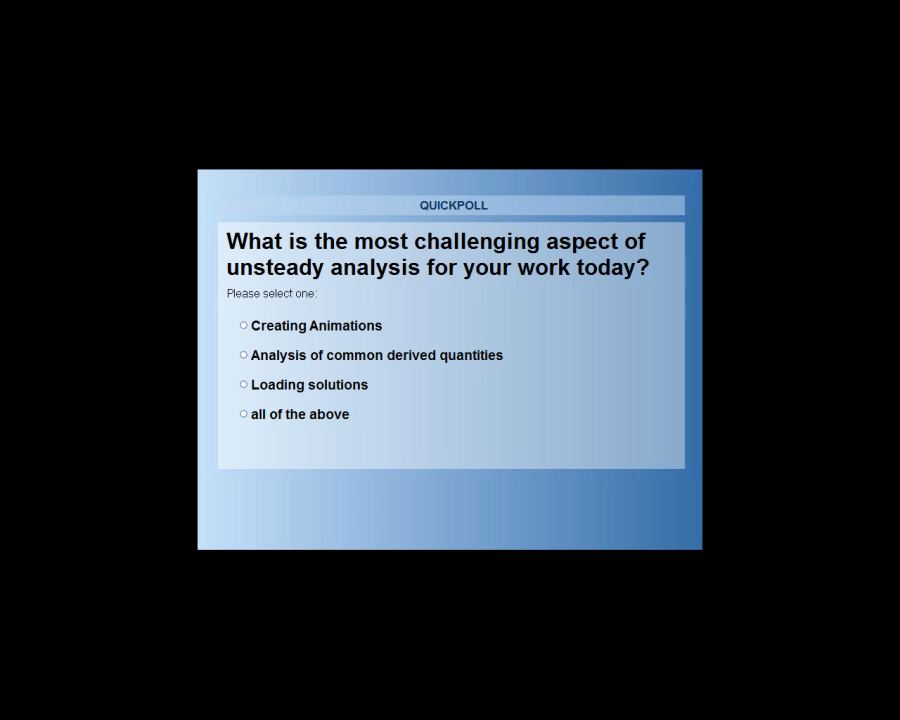 QUICKPOLL
What is the most challenging aspect of
unsteady analysis for your work today?
Please select one:
Creating Animations
Analysis of common derived quantities
Loading solutions
all of the above